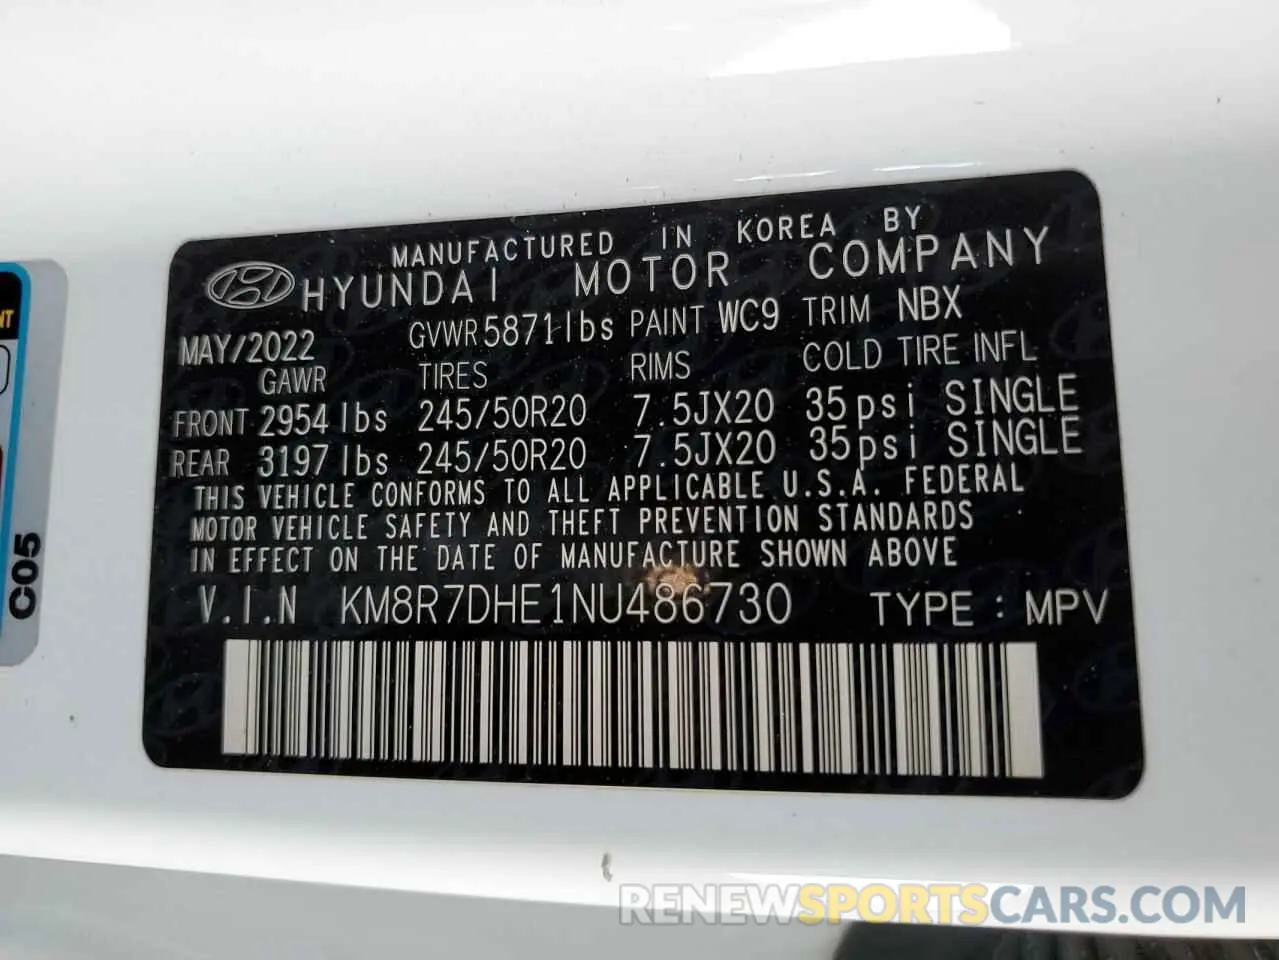 MANUFACTURED IN KOREA BY
HYUNDAI MOTOR COMPANY
MAY/2022 GVWR 5871 lbs PAINT WC9 TRIM NBX
GAWR TIRES RIMS COLD TIRE INFL
FRONT 2954 lbs 245/50R20 7.5JX20 35psi SINGLE
REAR 3197 lbs 245/50R20 7.5JX20 35psi SINGLE
THIS VEHICLE CONFORMS TO ALL APPLICABLE U.S.A. FEDERAL
MOTOR VEHICLE SAFETY AND THEFT PREVENTION STANDARDS
IN EFFECT ON THE DATE OF MANUFACTURE SHOWN ABOVE
V.I.N KM8R7DHE1NU486730 TYPE : MPV
C05
RENEWSPORTSCARS.COM